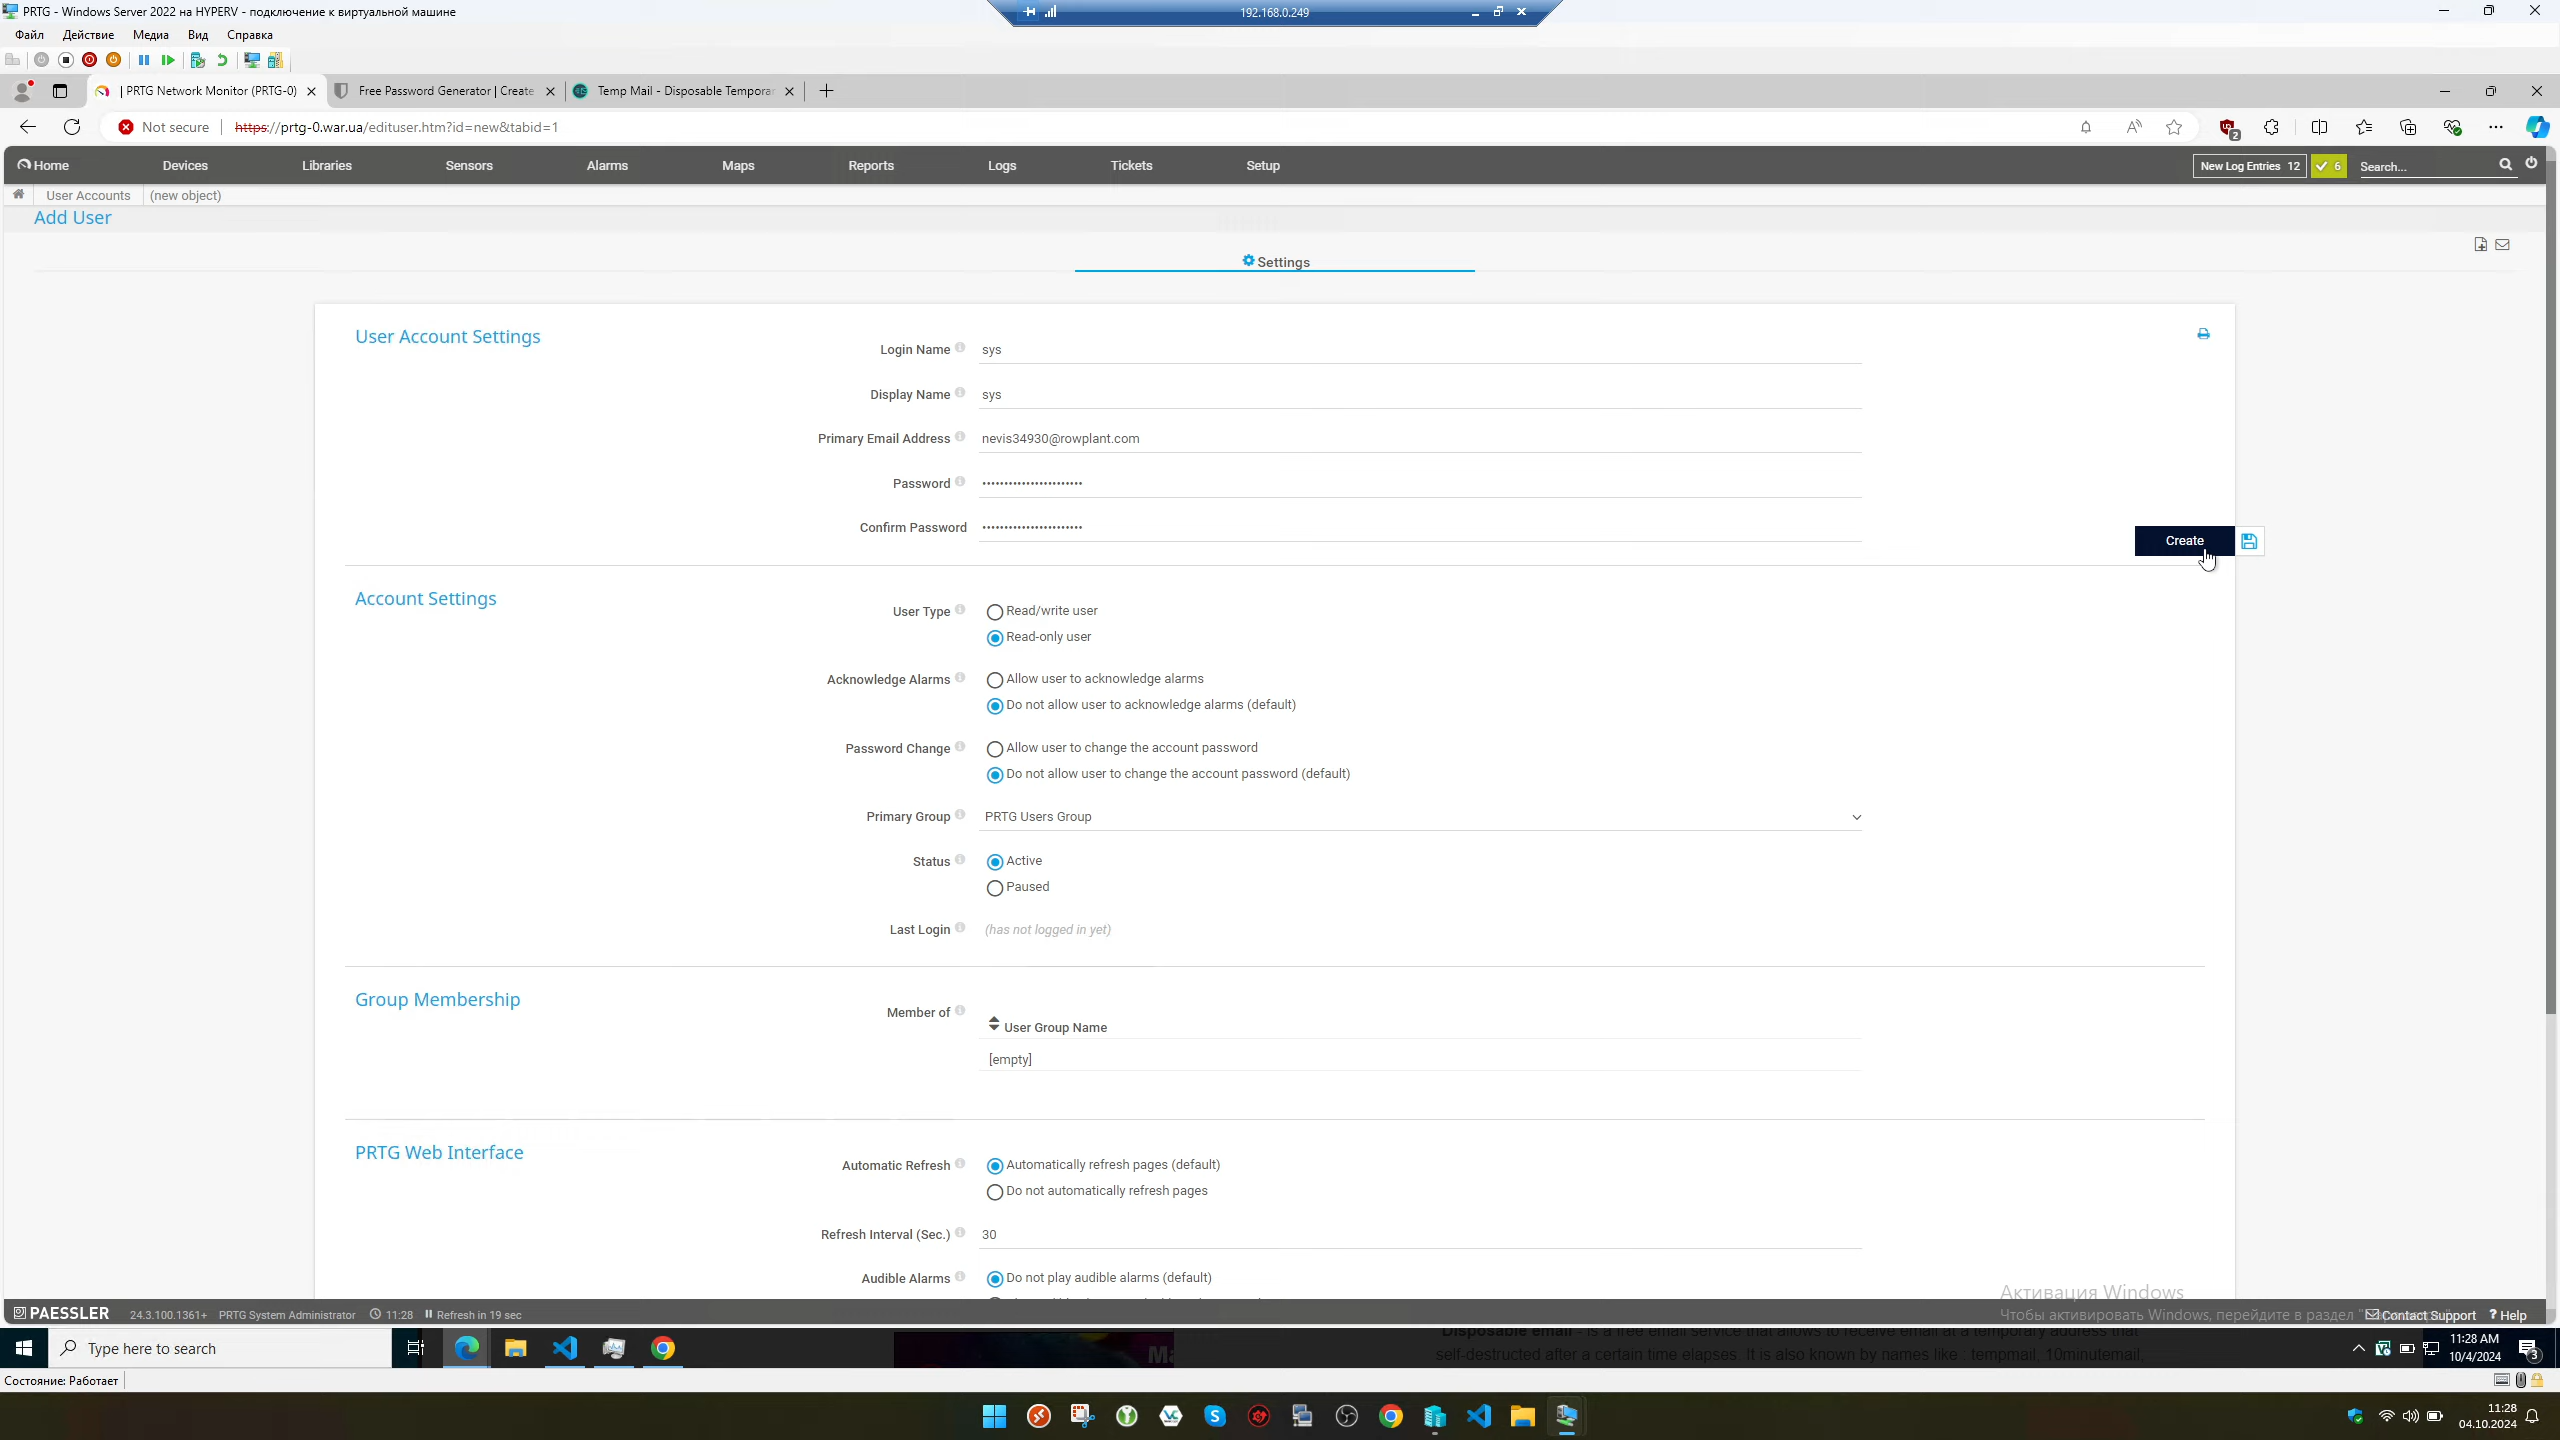 PRTG - Windows Server 2022 на HYPERV - подключение к виртуальной машине
192.168.0.249
Файл Действие Медиа Вид Справка
| PRTG Network Monitor (PRTG-0)
Free Password Generator | Create
Temp Mail - Disposable Tempora
Not secure
https://prtg-0.war.ua/edituser.htm?id=new&tabid=1
2
Home Devices Libraries Sensors Alarms Maps Reports Logs Tickets Setup
New Log Entries 12
6
Search...
User Accounts (new object)
Add User
Settings
User Account Settings
Login Name sys
Display Name sys
Primary Email Address nevis34930@rowplant.com
Password •••••••••••••••••••••••
Confirm Password •••••••••••••••••••••••
Create
Account Settings
User Type Read/write user
Read-only user
Acknowledge Alarms Allow user to acknowledge alarms
Do not allow user to acknowledge alarms (default)
Password Change Allow user to change the account password
Do not allow user to change the account password (default)
Primary Group PRTG Users Group
Status Active
Paused
Last Login (has not logged in yet)
Group Membership
Member of
User Group Name
[empty]
PRTG Web Interface
Automatic Refresh Automatically refresh pages (default)
Do not automatically refresh pages
Refresh Interval (Sec.) 30
Audible Alarms Do not play audible alarms (default)
Активация Windows
Чтобы активировать Windows, перейдите в раздел
PAESSLER 24.3.100.1361+ PRTG System Administrator 11:28 Refresh in 19 sec
Contact Support ? Help
Type here to search
Disposable email - is a free email service that allows to receive email at a temporary address that
self-destructed after a certain time elapses. It is also known by names like : tempmail, 10minutemail,
11:28 AM
10/4/2024
3
Состояние: Работает
11:28
04.10.2024